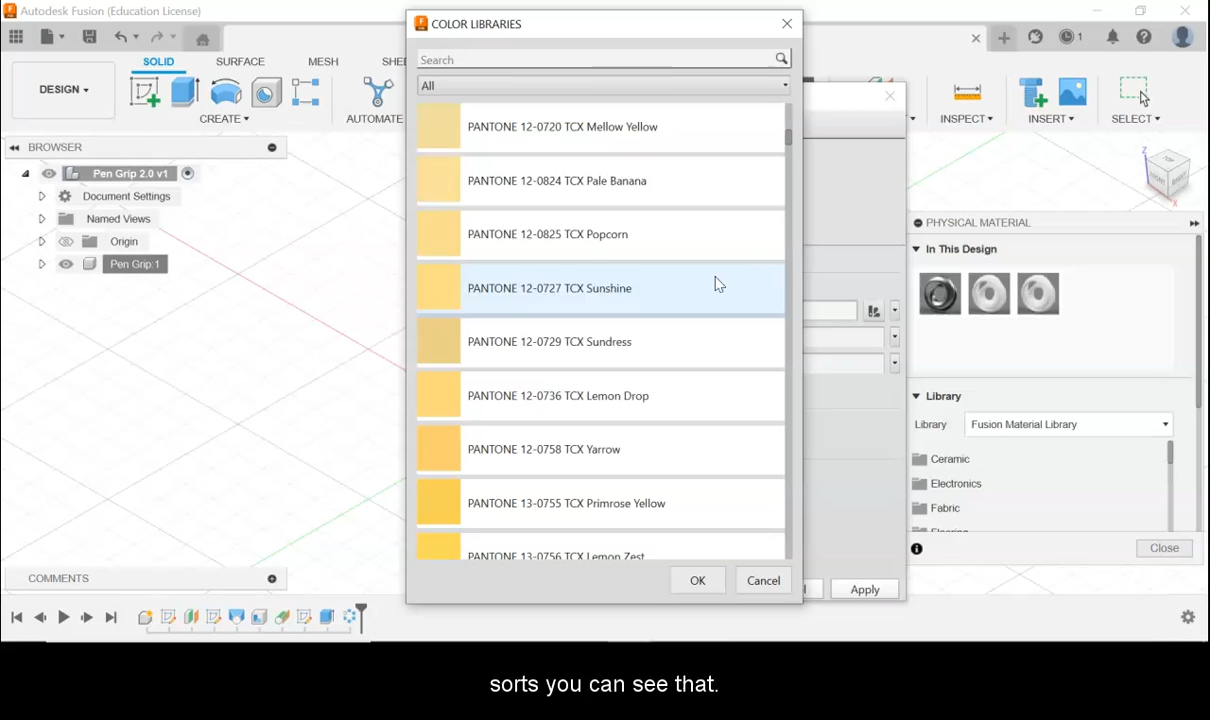 Autodesk Fusion (Education License)
COLOR LIBRARIES
Search
All
PANTONE 12-0720 TCX Mellow Yellow
PANTONE 12-0824 TCX Pale Banana
PANTONE 12-0825 TCX Popcorn
PANTONE 12-0727 TCX Sunshine
PANTONE 12-0729 TCX Sundress
PANTONE 12-0736 TCX Lemon Drop
PANTONE 12-0758 TCX Yarrow
PANTONE 13-0755 TCX Primrose Yellow
PANTONE 13-0756 TCX Lemon Zest
OK
Cancel
1
SOLID
SURFACE
MESH
SHE
DESIGN
CREATE
AUTOMATE
INSPECT
INSERT
SELECT
BROWSER
Pen Grip 2.0 v1
Document Settings
Named Views
Origin
Pen Grip:1
Z
TOP
FRONT
RIGHT
X
PHYSICAL MATERIAL
In This Design
Library
Library
Fusion Material Library
Ceramic
Electronics
Fabric
Close
Apply
COMMENTS
sorts you can see that.